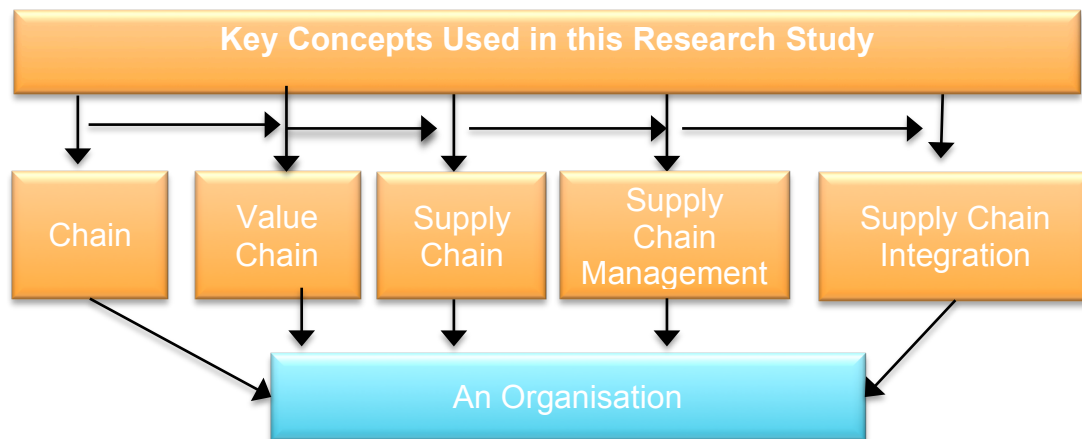 Key Concepts Used in this Research Study
Chain
Value
Chain
Supply
Chain
Supply
Chain
Management
Supply Chain
Integration
An Organisation